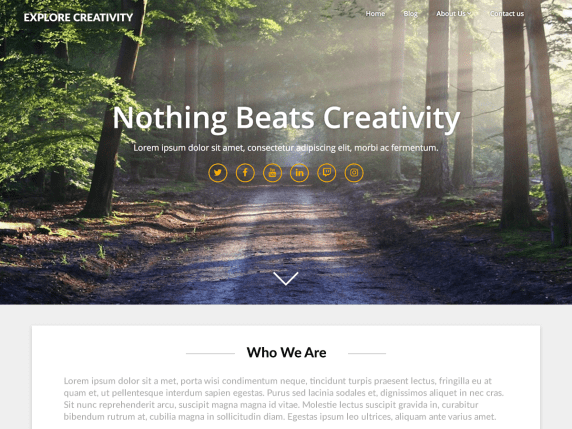 EXPLORE CREATIVITY
Home Blog About Us Contact us
Nothing Beats Creativity
Lorem ipsum dolor sit amet, consectetur adipiscing elit, morbi ac fermentum.
Who We Are
Lorem ipsum dolor sit amet, porta wisi condimentum neque, tincidunt turpis praesent lectus, fringilla eu at
quam et, ut pellentesque interdum sapien egestas. Purus sed lacinia sodales et, dignissimos aliquet in nec cras.
Sit nunc reprehenderit arcu, suscipit magna magna id vitae. Molestie lectus suscipit gravida in, curabitur
bibendum rutrum at, cubilia magna in sollicitudin diam. Egestas ipsum leo ultrices, aliquam ante varius amet.